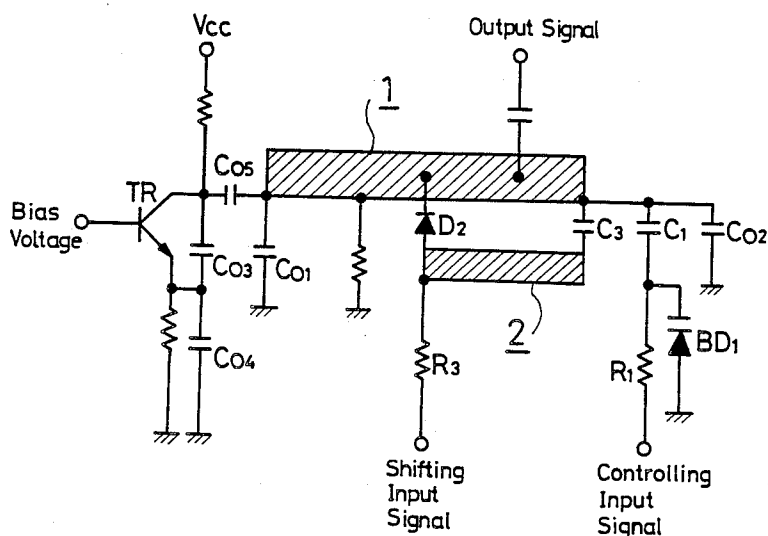 Vcc
Output Signal
1
Co5
TR
Bias
Voltage
D2
C3
C1
Co2
Co3
Co1
2
BD1
Co4
R3
R1
Shifting
Input
Signal
Controlling
Input
Signal